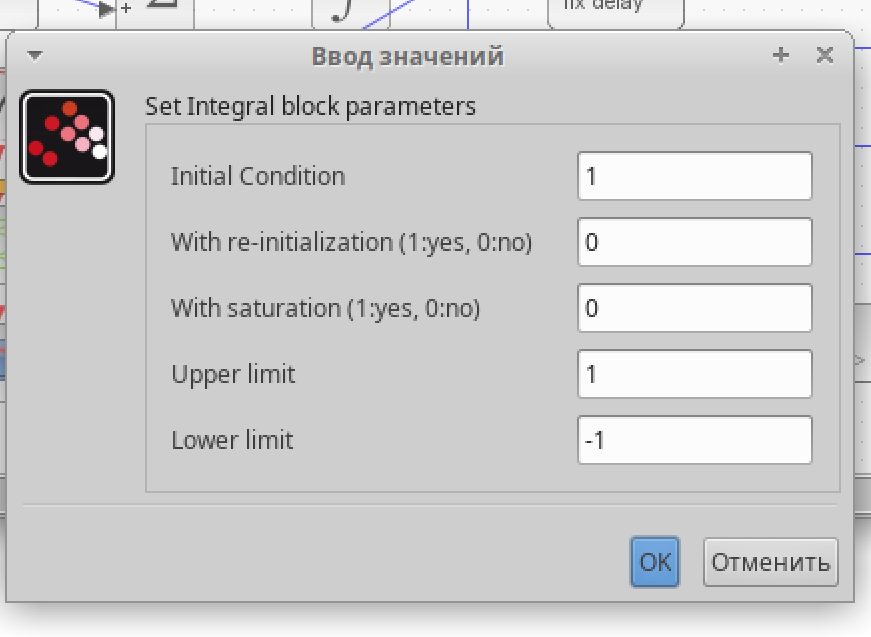 + Σ ∫ fix delay
Ввод значений
Set Integral block parameters
Initial Condition 1
With re-initialization (1:yes, 0:no) 0
With saturation (1:yes, 0:no) 0
Upper limit 1
Lower limit -1
OK Отменить